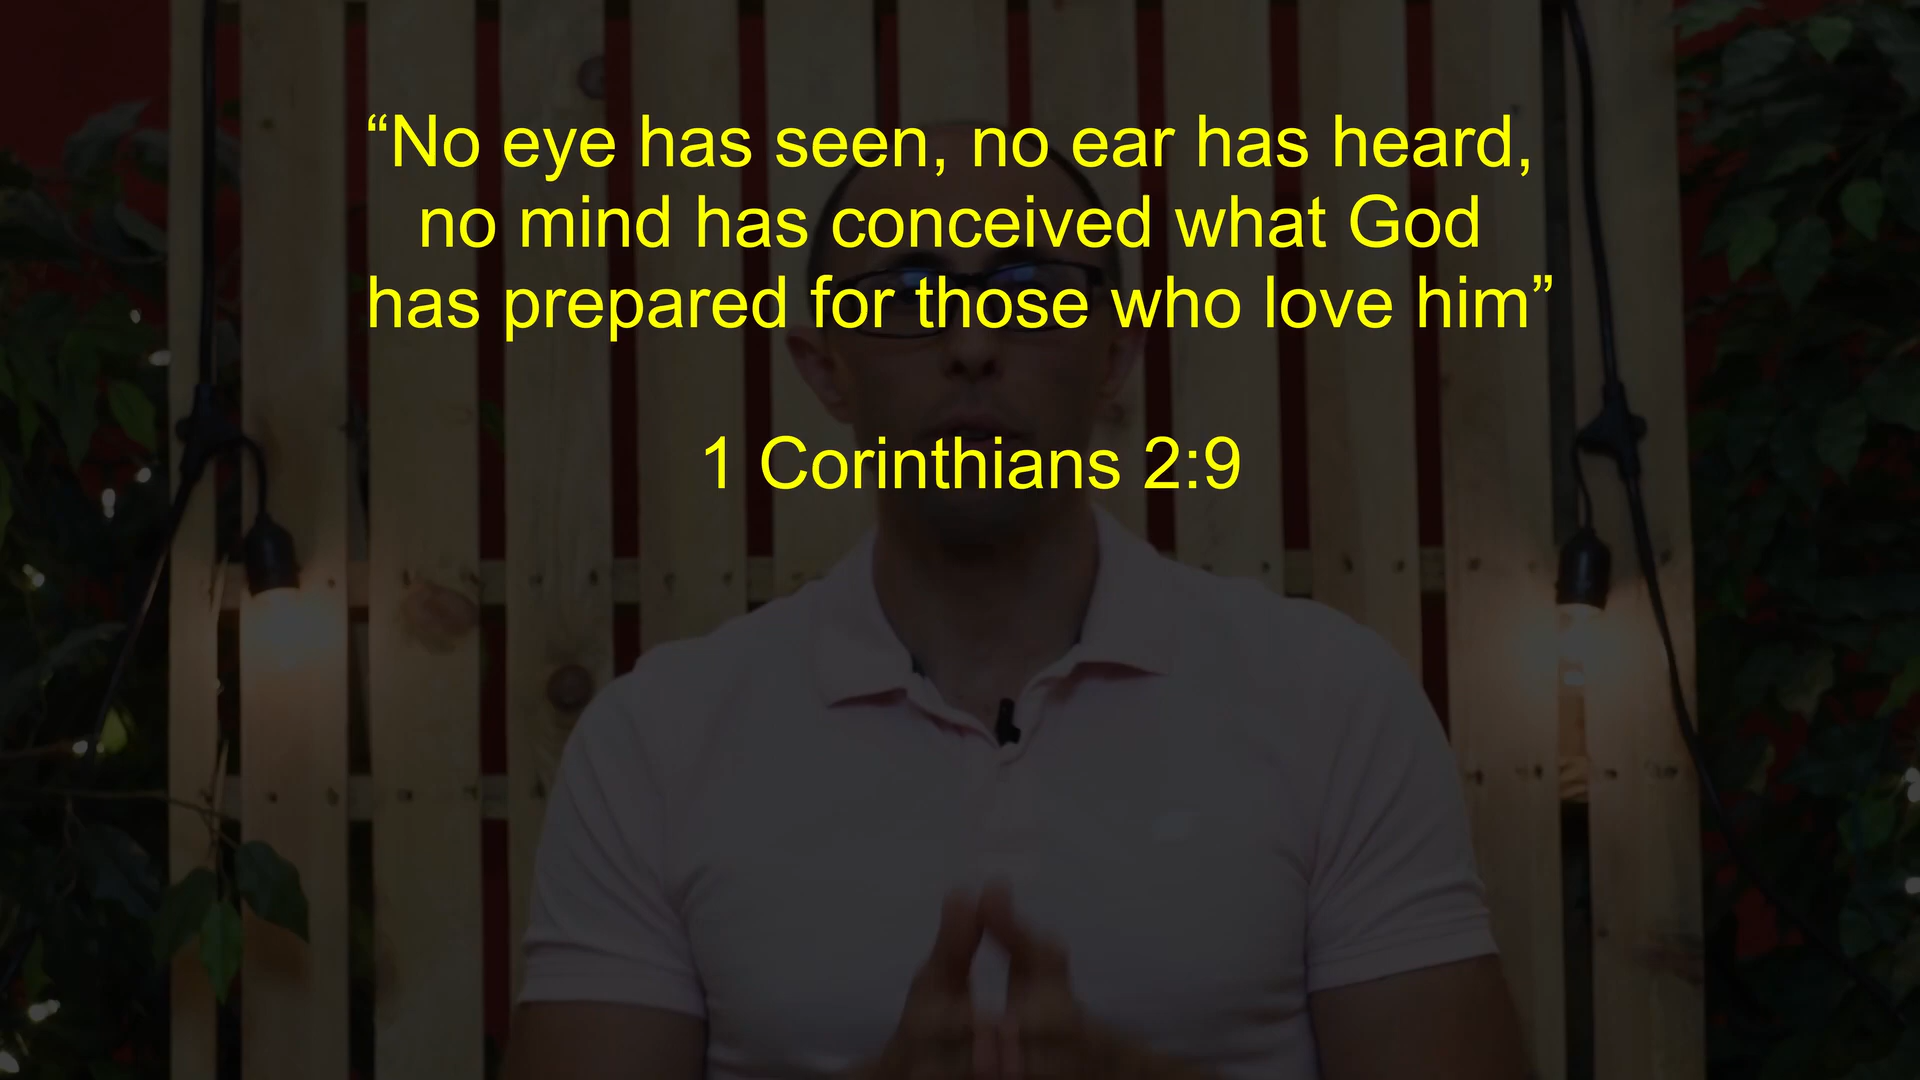 “No eye has seen, no ear has heard,
no mind has conceived what God
has prepared for those who love him”
1 Corinthians 2:9